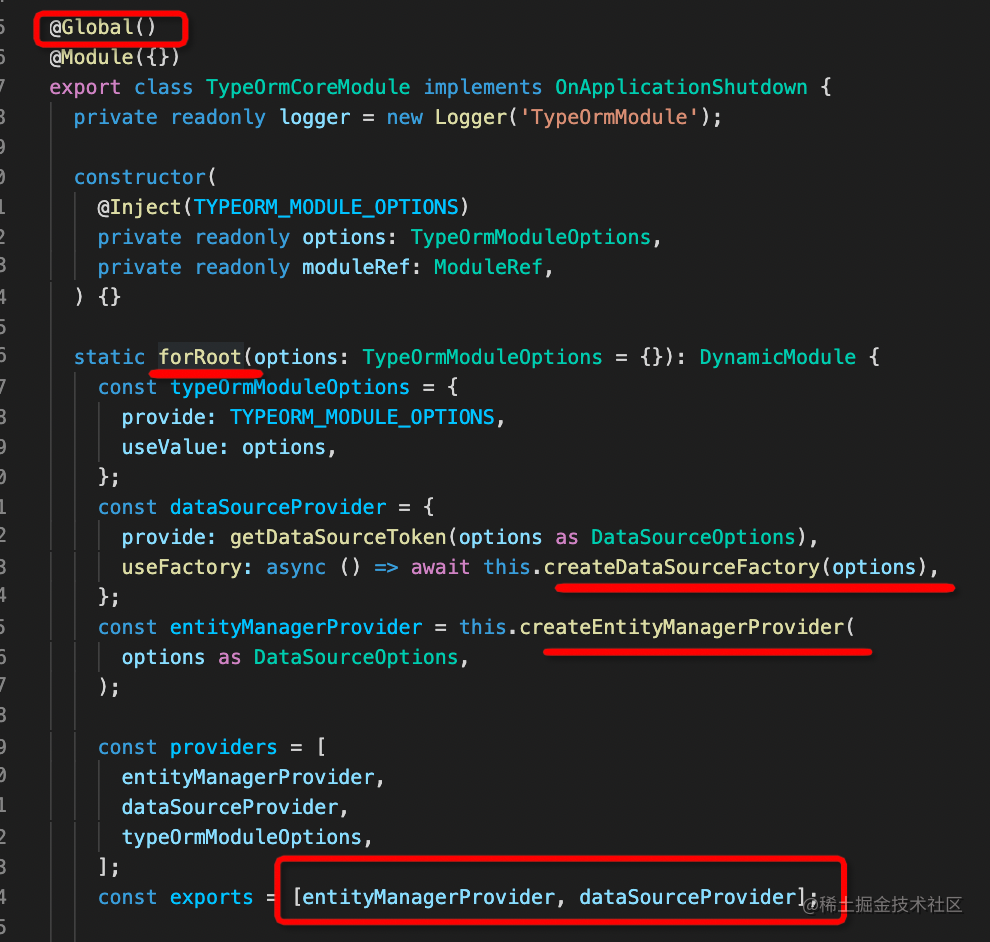 5 @Global()
6 @Module({})
7 export class TypeOrmCoreModule implements OnApplicationShutdown {
8 private readonly logger = new Logger('TypeOrmModule');
9
0 constructor(
1 @Inject(TYPEORM_MODULE_OPTIONS)
2 private readonly options: TypeOrmModuleOptions,
3 private readonly moduleRef: ModuleRef,
4 ) {}
5
6 static forRoot(options: TypeOrmModuleOptions = {}): DynamicModule {
7 const typeOrmModuleOptions = {
8 provide: TYPEORM_MODULE_OPTIONS,
9 useValue: options,
0 };
1 const dataSourceProvider = {
2 provide: getDataSourceToken(options as DataSourceOptions),
3 useFactory: async () => await this.createDataSourceFactory(options),
4 };
5 const entityManagerProvider = this.createEntityManagerProvider(
6 options as DataSourceOptions,
7 );
8
9 const providers = [
0 entityManagerProvider,
1 dataSourceProvider,
2 typeOrmModuleOptions,
3 ];
4 const exports = [entityManagerProvider, dataSourceProvider];
5
@稀土掘金技术社区